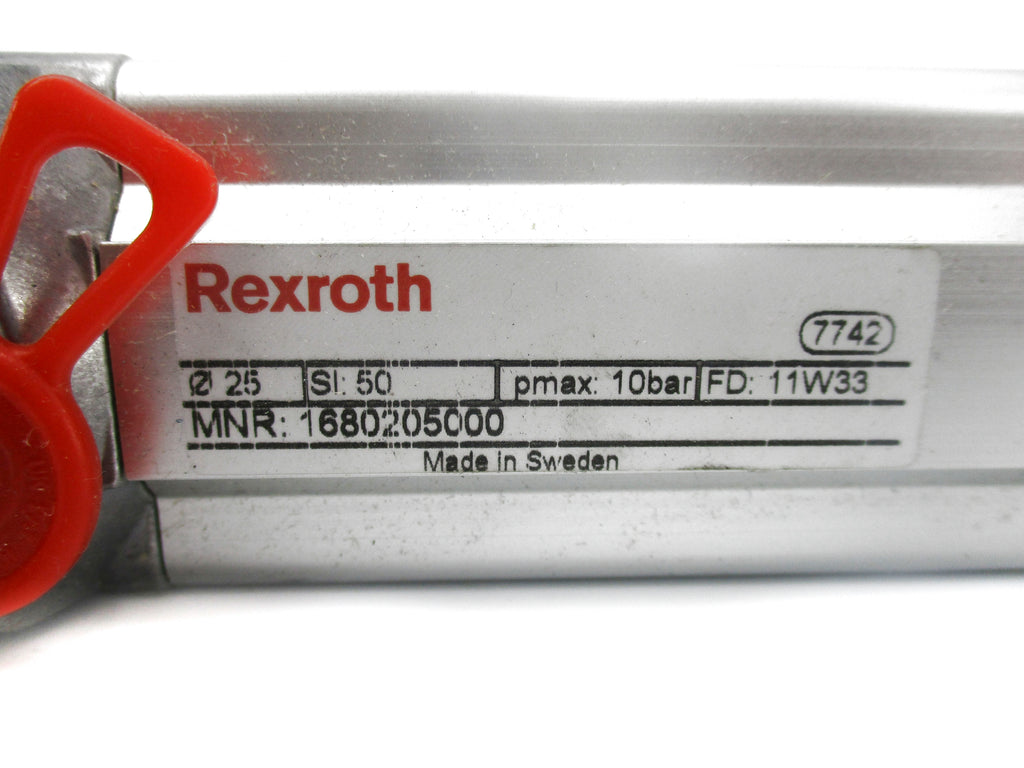 Rexroth
7742
Ø 25 SI: 50 pmax: 10bar FD: 11W33
MNR: 1680205000
Made in Sweden